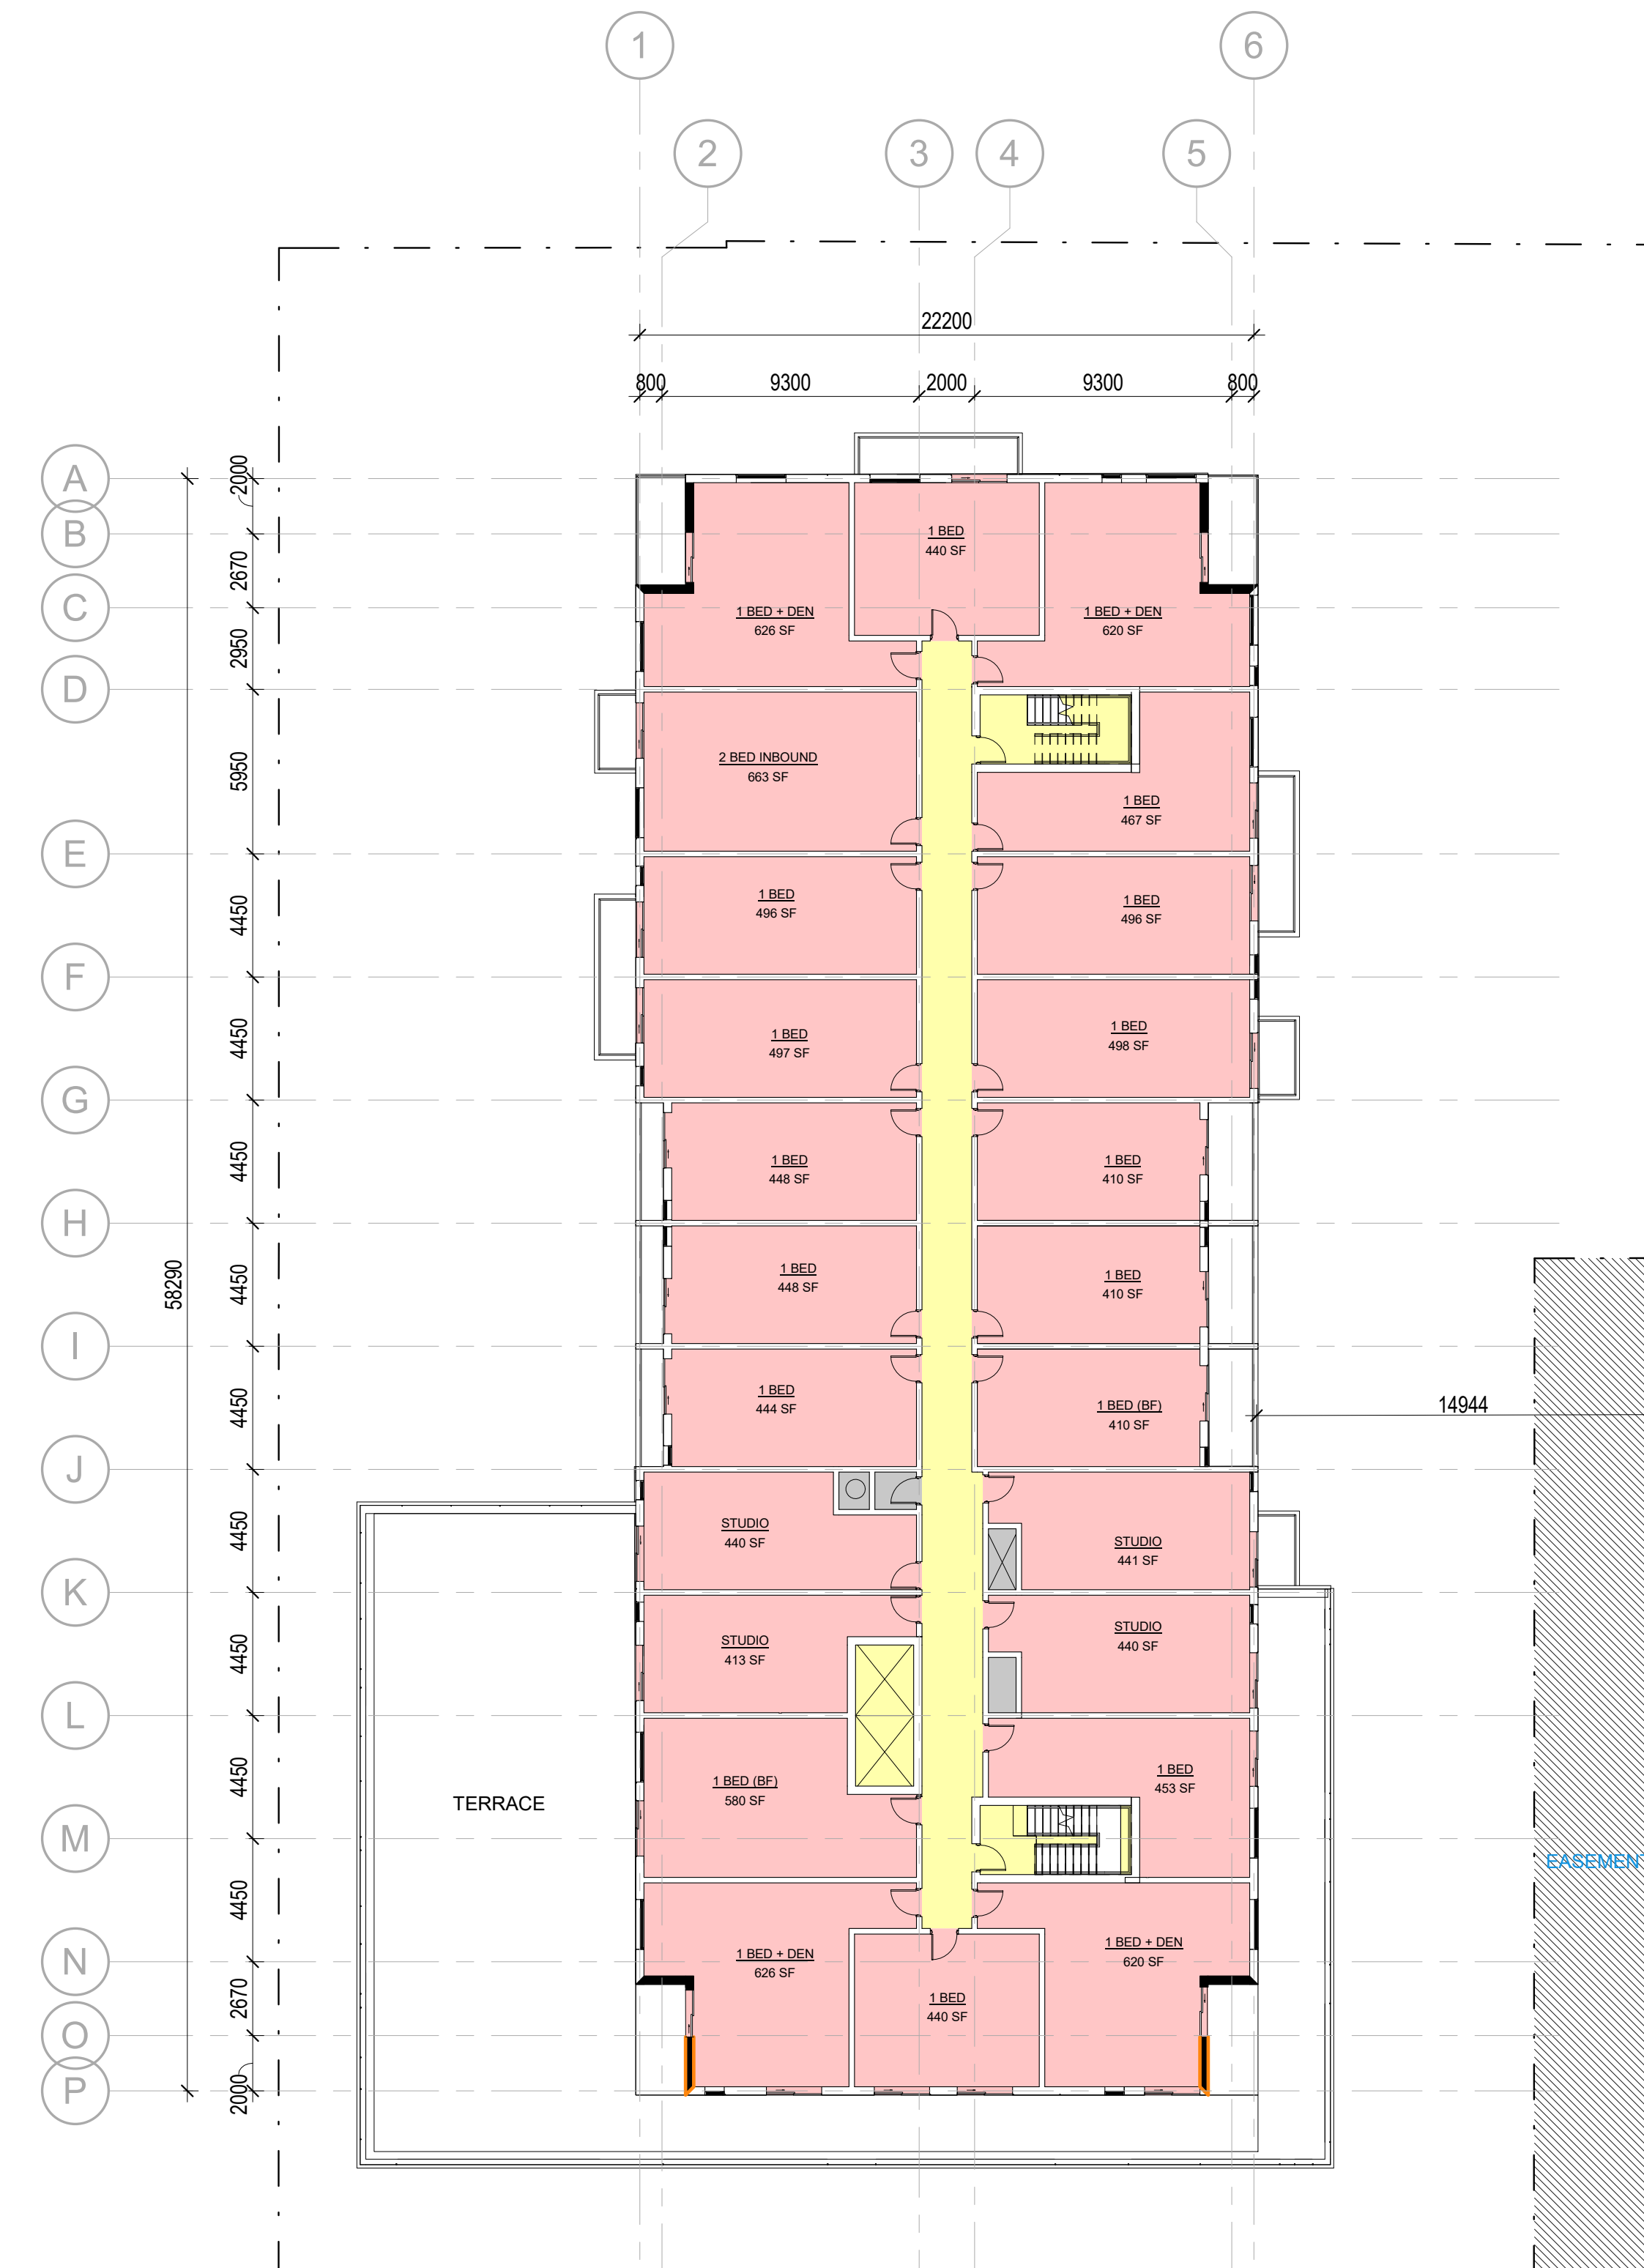 1
6
2
3
4
5
22200
800
9300
2000
9300
800
A
2000
B
1 BED
440 SF
2670
C
1 BED + DEN
626 SF
1 BED + DEN
620 SF
2950
D
2 BED INBOUND
663 SF
5950
1 BED
467 SF
E
1 BED
496 SF
1 BED
496 SF
4450
F
1 BED
497 SF
1 BED
498 SF
4450
G
1 BED
448 SF
1 BED
410 SF
4450
H
58290
1 BED
448 SF
1 BED
410 SF
4450
I
1 BED
444 SF
1 BED (BF)
410 SF
14944
4450
J
STUDIO
440 SF
STUDIO
441 SF
4450
K
STUDIO
413 SF
STUDIO
440 SF
4450
L
1 BED (BF)
580 SF
1 BED
453 SF
4450
TERRACE
M
EASEMENT
4450
1 BED + DEN
626 SF
1 BED + DEN
620 SF
N
1 BED
440 SF
2670
O
P
2000